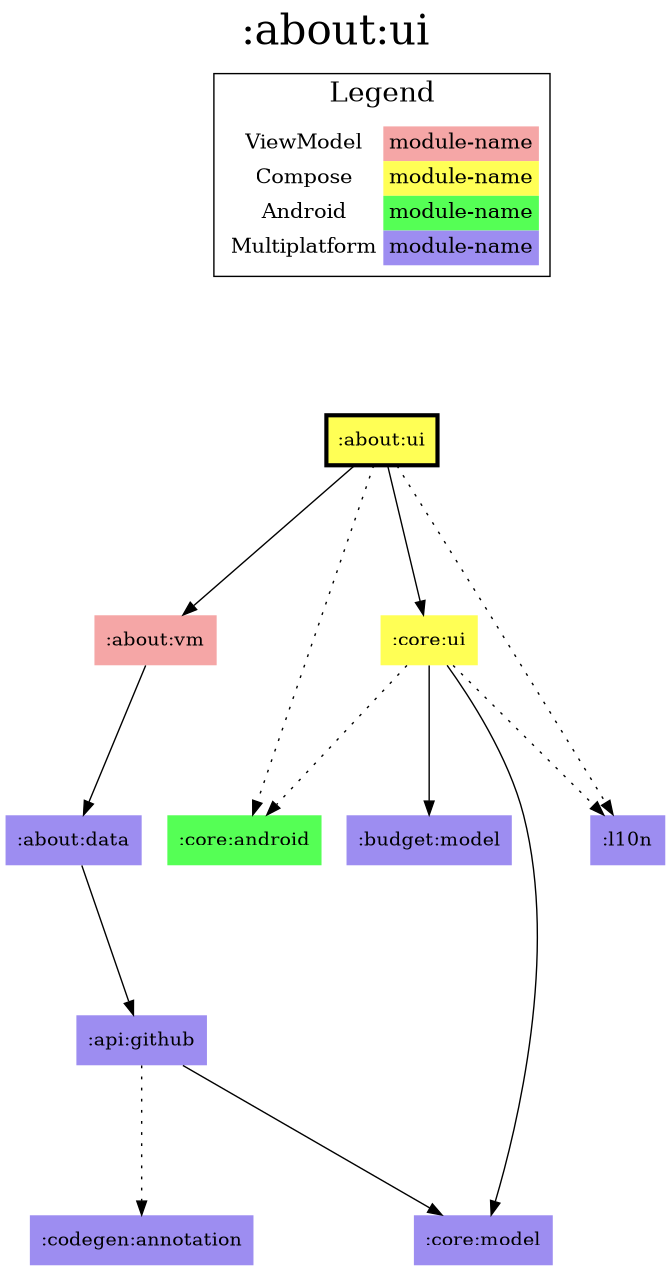 :about:ui
Legend
ViewModel module-name
Compose module-name
Android module-name
Multiplatform module-name
:about:ui
:about:vm :core:ui
:about:data :core:android :budget:model :l10n
:api:github
:codegen:annotation :core:model